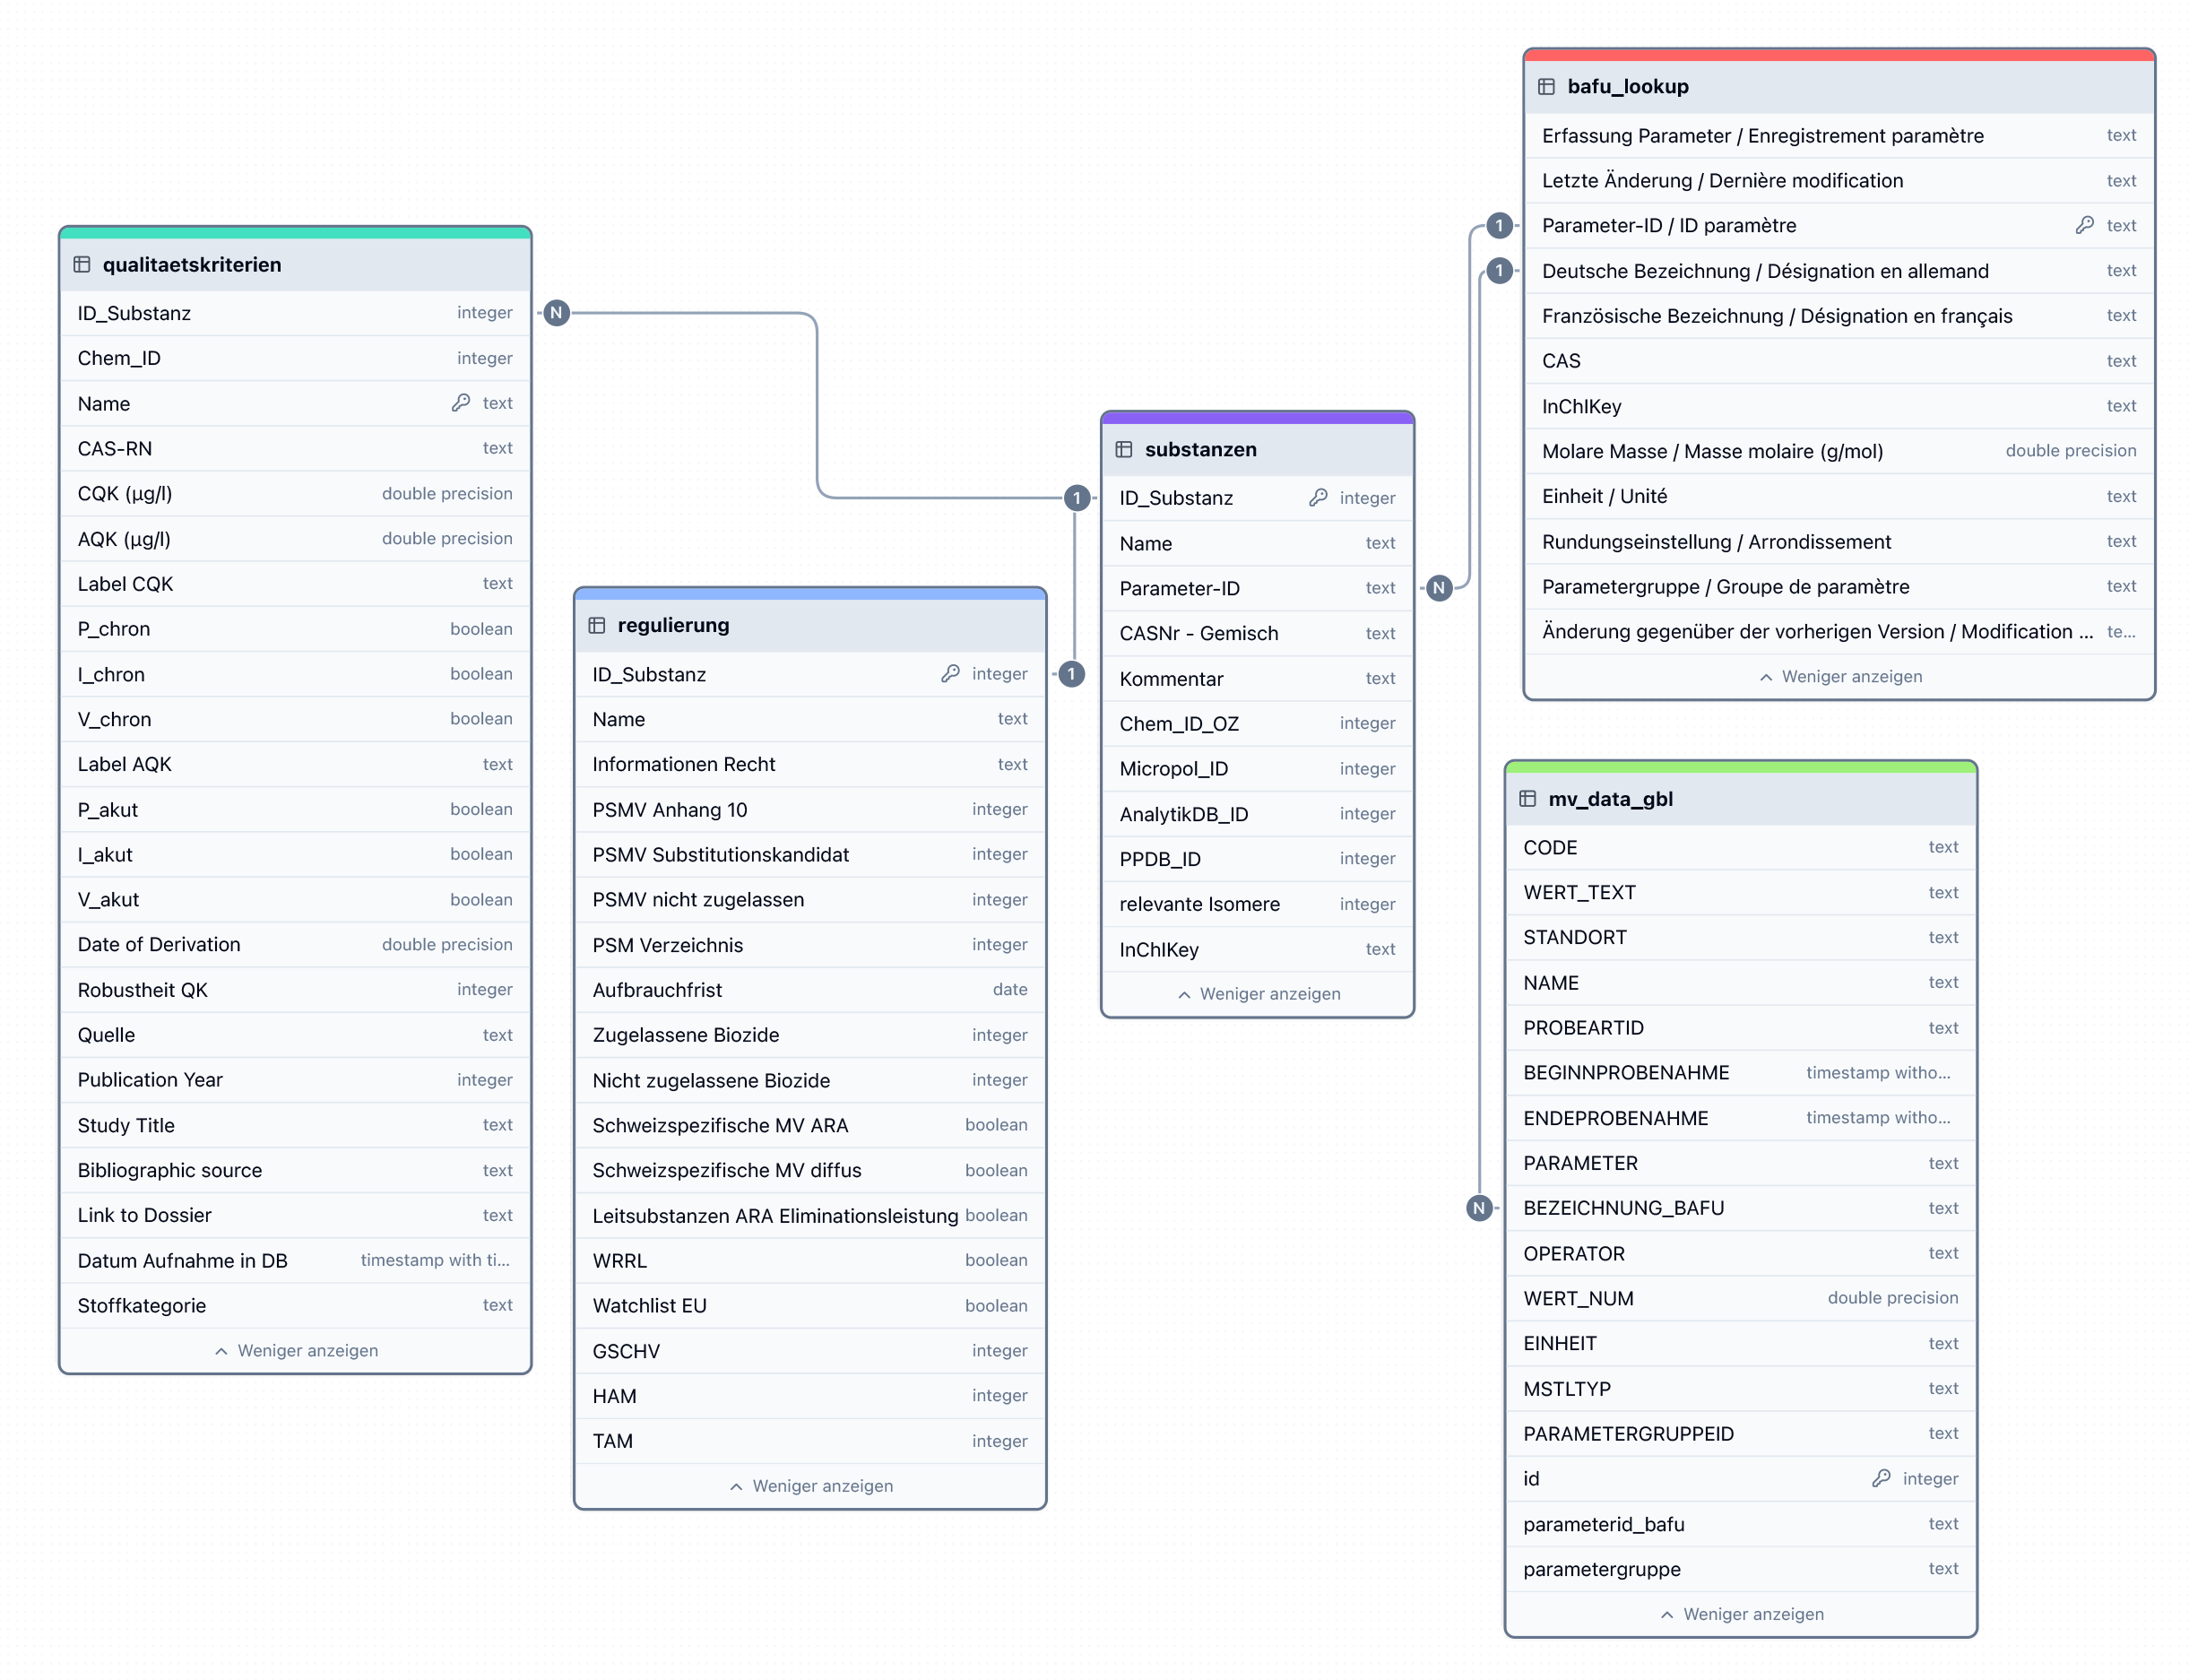 qualitaetskriterien
ID_Substanz integer
Chem_ID integer
Name text
CAS-RN text
CQK (µg/l) double precision
AQK (µg/l) double precision
Label CQK text
P_chron boolean
I_chron boolean
V_chron boolean
Label AQK text
P_akut boolean
I_akut boolean
V_akut boolean
Date of Derivation double precision
Robustheit QK integer
Quelle text
Publication Year integer
Study Title text
Bibliographic source text
Link to Dossier text
Datum Aufnahme in DB timestamp with ti...
Stoffkategorie text
Weniger anzeigen
N
regulierung
ID_Substanz integer
Name text
Informationen Recht text
PSMV Anhang 10 integer
PSMV Substitutionskandidat integer
PSMV nicht zugelassen integer
PSM Verzeichnis integer
Aufbrauchfrist date
Zugelassene Biozide integer
Nicht zugelassene Biozide integer
Schweizspezifische MV ARA boolean
Schweizspezifische MV diffus boolean
Leitsubstanzen ARA Eliminationsleistung boolean
WRRL boolean
Watchlist EU boolean
GSCHV integer
HAM integer
TAM integer
Weniger anzeigen
1
1
substanzen
ID_Substanz integer
Name text
Parameter-ID text
CASNr - Gemisch text
Kommentar text
Chem_ID_OZ integer
Micropol_ID integer
AnalytikDB_ID integer
PPDB_ID integer
relevante Isomere integer
InChIKey text
Weniger anzeigen
N
1
1
bafu_lookup
Erfassung Parameter / Enregistrement paramètre text
Letzte Änderung / Dernière modification text
Parameter-ID / ID paramètre text
Deutsche Bezeichnung / Désignation en allemand text
Französische Bezeichnung / Désignation en français text
CAS text
InChIKey text
Molare Masse / Masse molaire (g/mol) double precision
Einheit / Unité text
Rundungseinstellung / Arrondissement text
Parametergruppe / Groupe de paramètre text
Änderung gegenüber der vorherigen Version / Modification ... te...
Weniger anzeigen
N
mv_data_gbl
CODE text
WERT_TEXT text
STANDORT text
NAME text
PROBEARTID text
BEGINNPROBENAHME timestamp witho...
ENDEPROBENAHME timestamp witho...
PARAMETER text
BEZEICHNUNG_BAFU text
OPERATOR text
WERT_NUM double precision
EINHEIT text
MSTLTYP text
PARAMETERGRUPPEID text
id integer
parameterid_bafu text
parametergruppe text
Weniger anzeigen